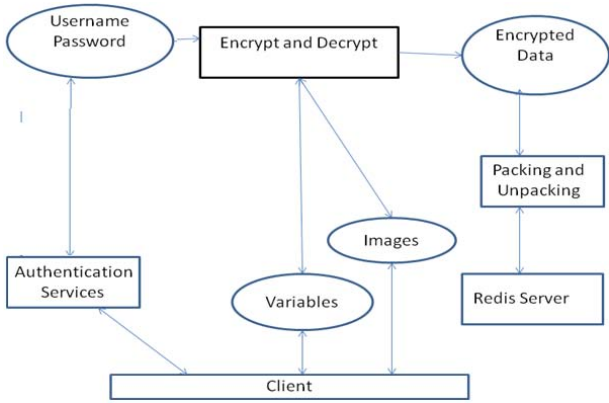 Username
Password
Encrypt and Decrypt
Encrypted
Data
Packing and
Unpacking
Images
Authentication
Services
Variables
Redis Server
Client